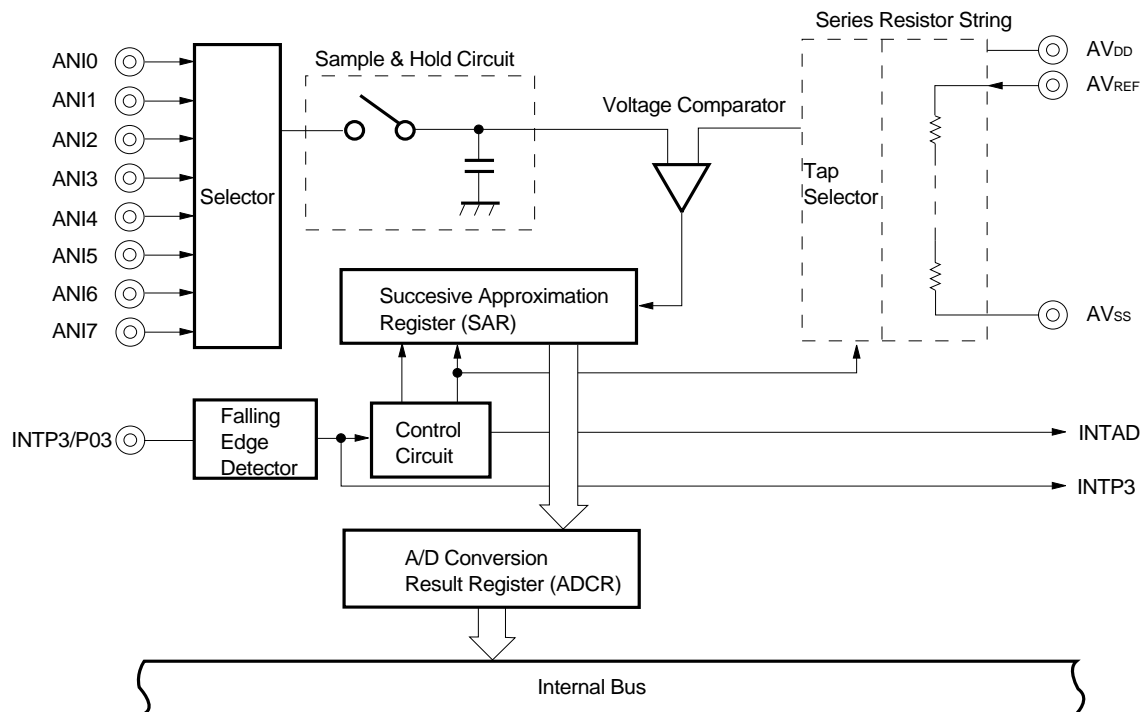 Series Resistor String
ANI0
ANI1
ANI2
ANI3
ANI4
ANI5
ANI6
ANI7
Selector
Sample & Hold Circuit
Voltage Comparator
Tap
Selector
AVDD
AVREF
AVSS
Succesive Approximation
Register (SAR)
INTP3/P03
Falling
Edge
Detector
Control
Circuit
INTAD
INTP3
A/D Conversion
Result Register (ADCR)
Internal Bus